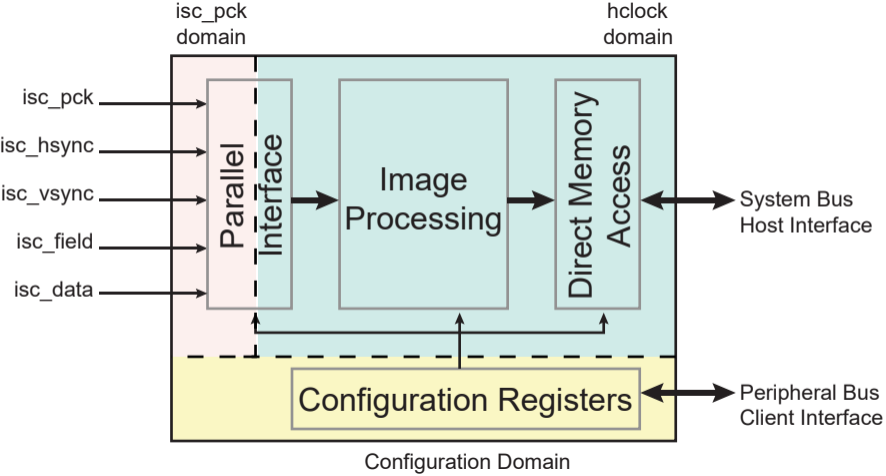 isc_pck
domain
hclock
domain
isc_pck
isc_hsync
isc_vsync
isc_field
isc_data
Parallel
Interface
Image
Processing
Direct Memory
Access
System Bus
Host Interface
Configuration Registers
Peripheral Bus
Client Interface
Configuration Domain